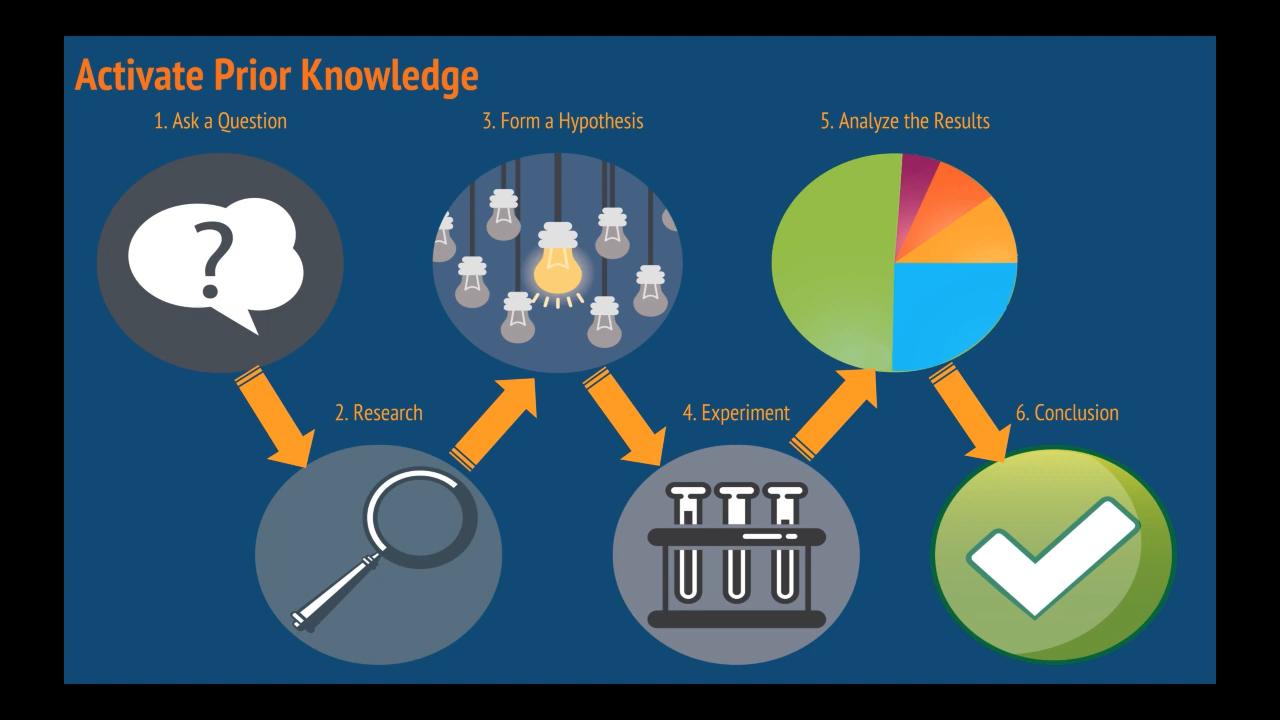 Activate Prior Knowledge
1. Ask a Question
?
2. Research
3. Form a Hypothesis
4. Experiment
5. Analyze the Results
6. Conclusion